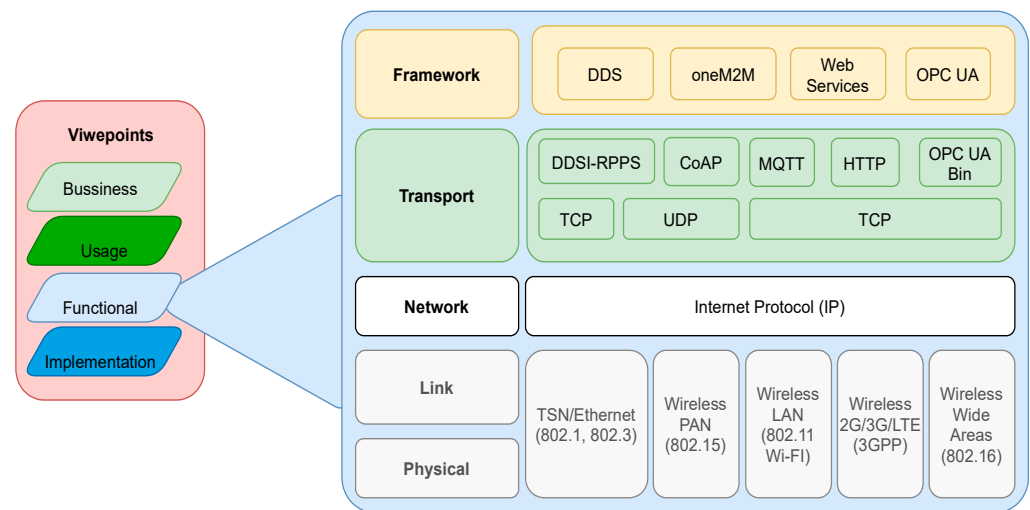 Viwepoints
Bussiness
Usage
Functional
Implementation
Framework
DDS
oneM2M
Web
Services
OPC UA
Transport
DDSI-RPPS
CoAP
MQTT
HTTP
OPC UA
Bin
TCP
UDP
TCP
Network
Internet Protocol (IP)
Link
Physical
TSN/Ethernet
(802.1, 802.3)
Wireless
PAN
(802.15)
Wireless
LAN
(802.11
Wi-FI)
Wireless
2G/3G/LTE
(3GPP)
Wireless
Wide
Areas
(802.16)